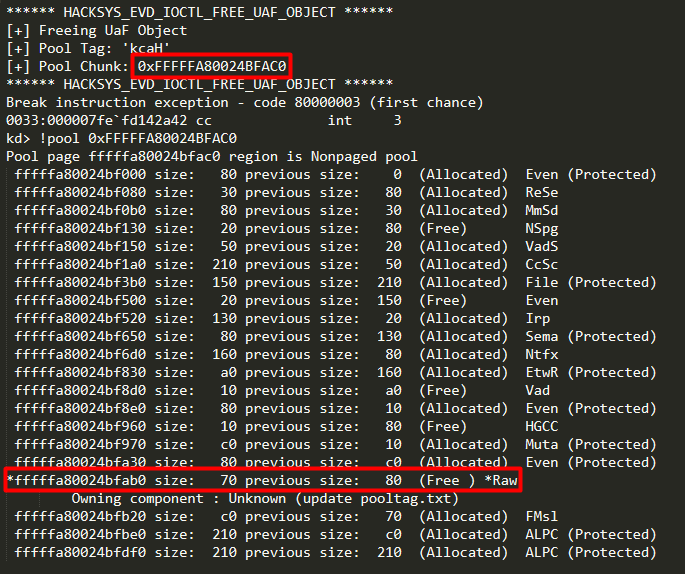 ****** HACKSYS_EVD_IOCTL_FREE_UAF_OBJECT ******
[+] Freeing UaF Object
[+] Pool Tag: 'kcaH'
[+] Pool Chunk: 0xFFFFFA80024BFAC0
****** HACKSYS_EVD_IOCTL_FREE_UAF_OBJECT ******
Break instruction exception - code 80000003 (first chance)
0033:000007fe`fd142a42 cc              int     3
kd> !pool 0xFFFFFA80024BFAC0
Pool page fffffa80024bfac0 region is Nonpaged pool
 fffffa80024bf000 size:   80 previous size:    0  (Allocated)  Even (Protected)
 fffffa80024bf080 size:   30 previous size:   80  (Allocated)  ReSe
 fffffa80024bf0b0 size:   80 previous size:   30  (Allocated)  MmSd
 fffffa80024bf130 size:   20 previous size:   80  (Free)       NSpg
 fffffa80024bf150 size:   50 previous size:   20  (Allocated)  VadS
 fffffa80024bf1a0 size:  210 previous size:   50  (Allocated)  CcSc
 fffffa80024bf3b0 size:  150 previous size:  210  (Allocated)  File (Protected)
 fffffa80024bf500 size:   20 previous size:  150  (Free)       Even
 fffffa80024bf520 size:  130 previous size:   20  (Allocated)  Irp
 fffffa80024bf650 size:   80 previous size:  130  (Allocated)  Sema (Protected)
 fffffa80024bf6d0 size:  160 previous size:   80  (Allocated)  Ntfx
 fffffa80024bf830 size:   a0 previous size:  160  (Allocated)  EtwR (Protected)
 fffffa80024bf8d0 size:   10 previous size:   a0  (Free)       Vad
 fffffa80024bf8e0 size:   80 previous size:   10  (Allocated)  Even (Protected)
 fffffa80024bf960 size:   10 previous size:   80  (Free)       HGCC
 fffffa80024bf970 size:   c0 previous size:   10  (Allocated)  Muta (Protected)
 fffffa80024bfa30 size:   80 previous size:   c0  (Allocated)  Even (Protected)
*fffffa80024bfab0 size:   70 previous size:   80  (Free ) *Raw
        Owning component : Unknown (update pooltag.txt)
 fffffa80024bfb20 size:   c0 previous size:   70  (Allocated)  FMsl
 fffffa80024bfbe0 size:  210 previous size:   c0  (Allocated)  ALPC (Protected)
 fffffa80024bfdf0 size:  210 previous size:  210  (Allocated)  ALPC (Protected)